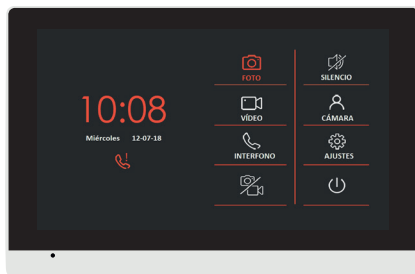 10:08
Miércoles 12-07-18
FOTO
SILENCIO
VÍDEO
CÁMARA
INTERFONO
AJUSTES